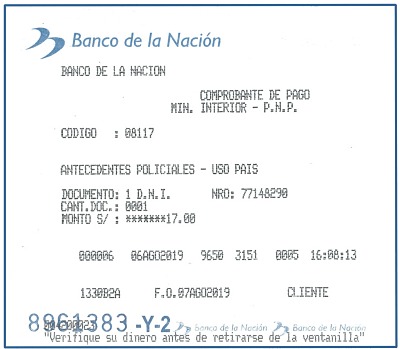 Banco de la Nación
BANCO DE LA NACION
COMPROBANTE DE PAGO
MIN. INTERIOR - P.N.P.
CODIGO : 08117
ANTECEDENTES POLICIALES - USO PAIS
DOCUMENTO: 1 D.N.I. NRO: 77148290
CANT.DOC.: 0001
MONTO S/ : *******17.00
000006 06AGO2019 9650 3151 0005 16:08:13
1330B2A F.O.07AGO2019 CLIENTE
8961383 -Y-2 Banco de la Nación Banco de la Nación
"Verifique su dinero antes de retirarse de la ventanilla"